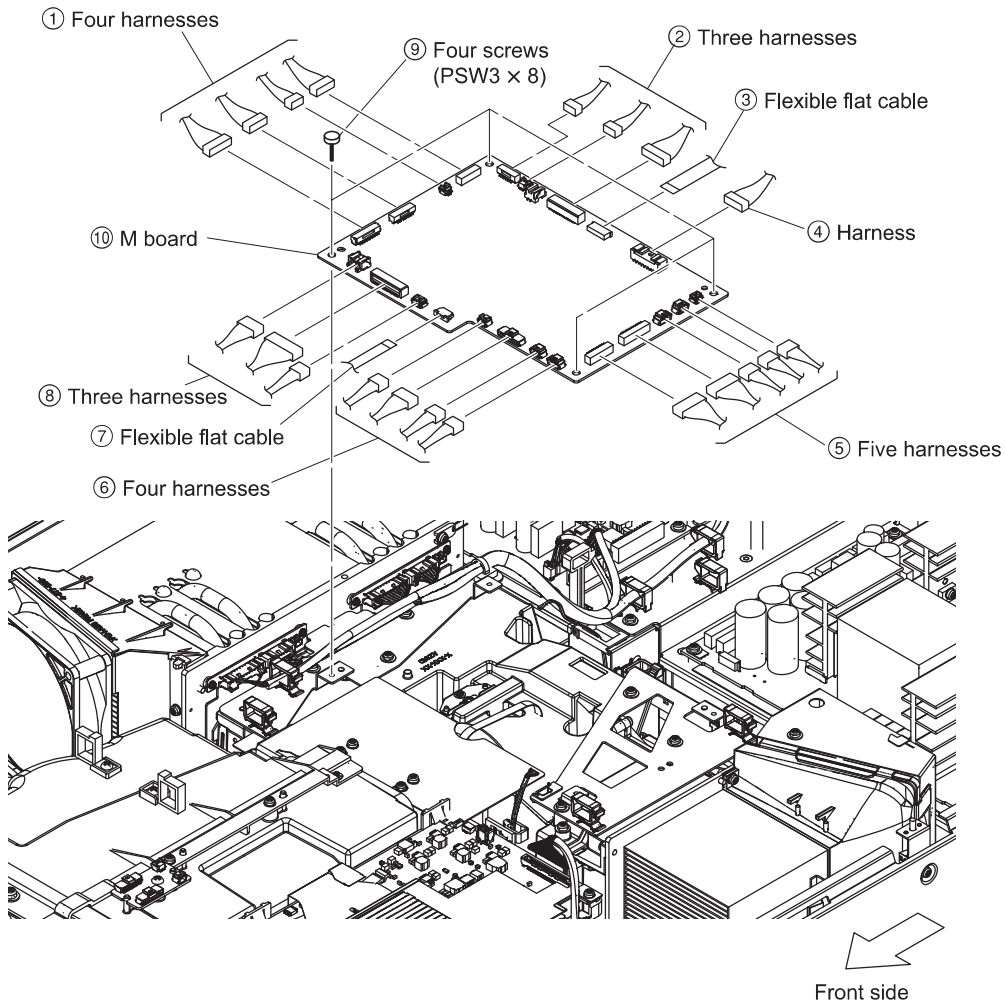 ① Four harnesses
⑨ Four screws
(PSW3 × 8)
② Three harnesses
③ Flexible flat cable
④ Harness
⑩ M board
⑧ Three harnesses
⑦ Flexible flat cable
⑥ Four harnesses
⑤ Five harnesses
Front side